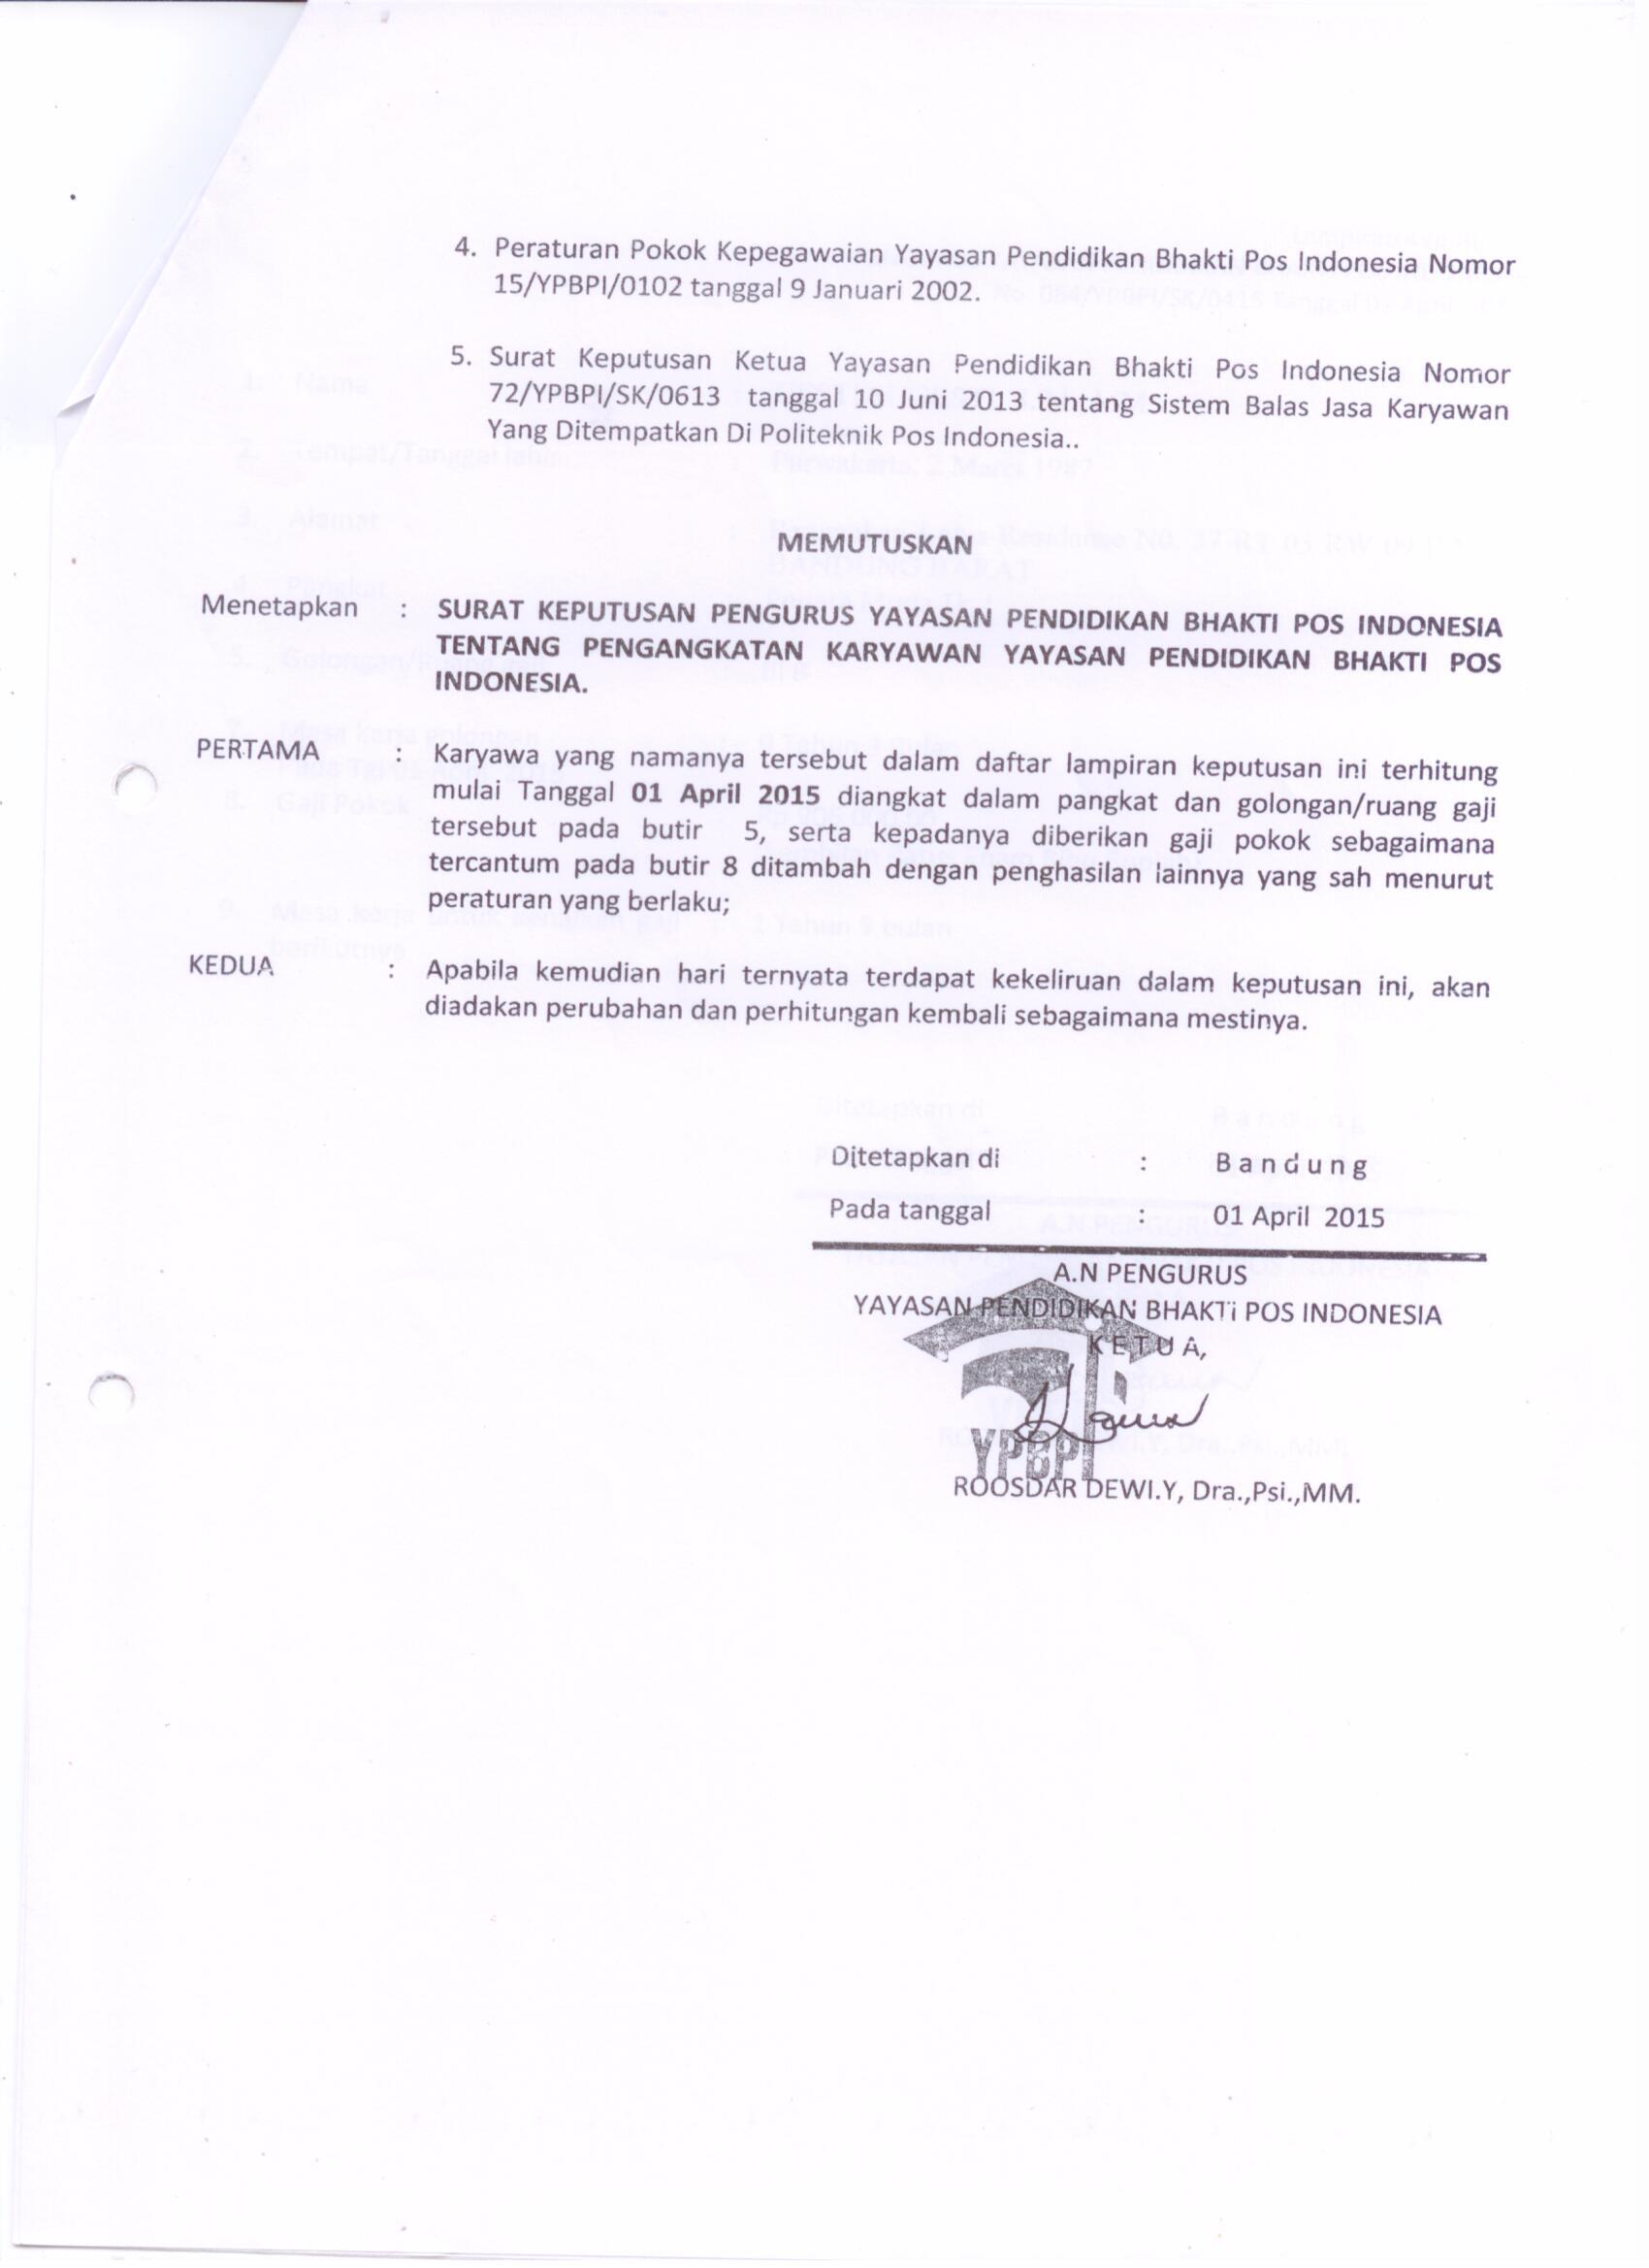 4. Peraturan Pokok Kepegawaian Yayasan Pendidikan Bhakti Pos Indonesia Nomor
15/YPBPI/0102 tanggal 9 Januari 2002.
5. Surat Keputusan Ketua Yayasan Pendidikan Bhakti Pos Indonesia Nomor
72/YPBPI/SK/0613 tanggal 10 Juni 2013 tentang Sistem Balas Jasa Karyawan
Yang Ditempatkan Di Politeknik Pos Indonesia..
MEMUTUSKAN
Menetapkan : SURAT KEPUTUSAN PENGURUS YAYASAN PENDIDIKAN BHAKTI POS INDONESIA
TENTANG PENGANGKATAN KARYAWAN YAYASAN PENDIDIKAN BHAKTI POS
INDONESIA.
PERTAMA : Karyawa yang namanya tersebut dalam daftar lampiran keputusan ini terhitung
mulai Tanggal 01 April 2015 diangkat dalam pangkat dan golongan/ruang gaji
tersebut pada butir 5, serta kepadanya diberikan gaji pokok sebagaimana
tercantum pada butir 8 ditambah dengan penghasilan lainnya yang sah menurut
peraturan yang berlaku;
KEDUA : Apabila kemudian hari ternyata terdapat kekeliruan dalam keputusan ini, akan
diadakan perubahan dan perhitungan kembali sebagaimana mestinya.
Ditetapkan di : B a n d u n g
Pada tanggal : 01 April 2015
A.N PENGURUS
YAYASAN PENDIDIKAN BHAKTi POS INDONESIA
K E T U A,
YPBPI
ROOSDAR DEWI.Y, Dra.,Psi.,MM.